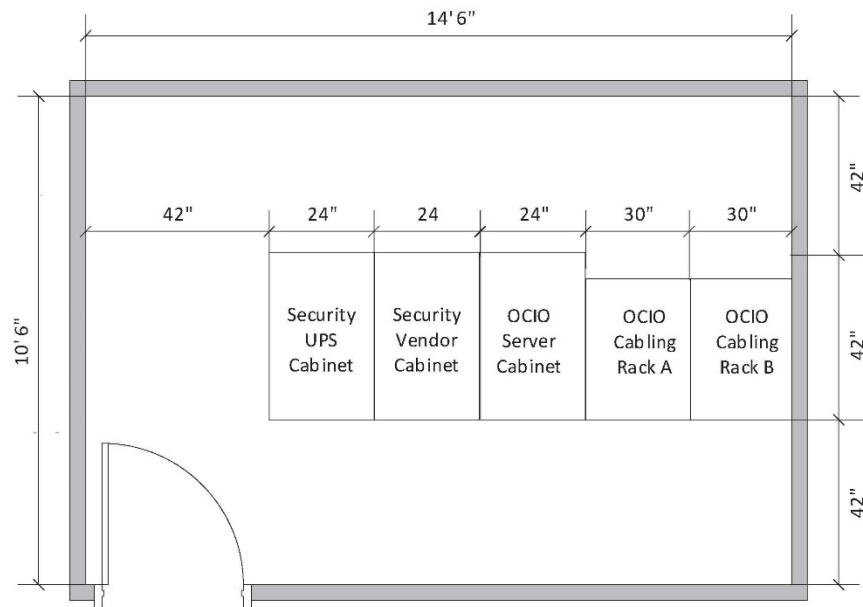 14'6"
42"
24"
24
24"
30"
30"
42"
10'6"
Security
UPS
Cabinet
Security
Vendor
Cabinet
OCIO
Server
Cabinet
OCIO
Cabling
Rack A
OCIO
Cabling
Rack B
42"
42"